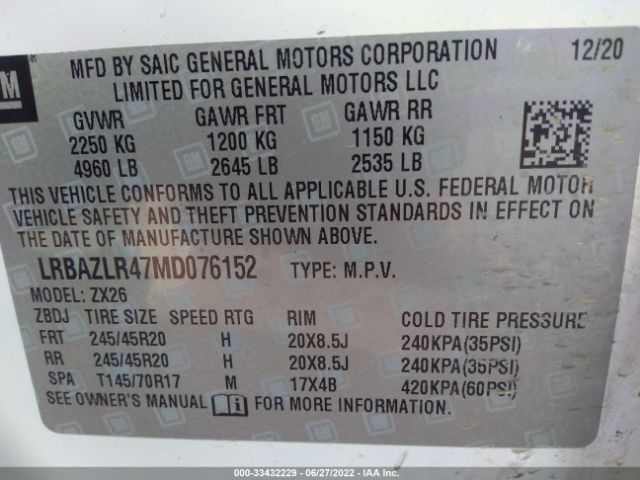 GM
MFD BY SAIC GENERAL MOTORS CORPORATION 12/20
LIMITED FOR GENERAL MOTORS LLC
GVWR GAWR FRT GAWR RR
2250 KG 1200 KG 1150 KG
4960 LB 2645 LB 2535 LB
THIS VEHICLE CONFORMS TO ALL APPLICABLE U.S. FEDERAL MOTOR
VEHICLE SAFETY AND THEFT PREVENTION STANDARDS IN EFFECT ON
THE DATE OF MANUFACTURE SHOWN ABOVE.
LRBAZLR47MD076152 TYPE: M.P.V.
MODEL: ZX26
ZBDJ TIRE SIZE SPEED RTG RIM COLD TIRE PRESSURE
FRT 245/45R20 H 20X8.5J 240KPA(35PSI)
RR 245/45R20 H 20X8.5J 240KPA(35PSI)
SPA T145/70R17 M 17X4B 420KPA(60PSI)
SEE OWNER'S MANUAL FOR MORE INFORMATION.
000-33432229 - 06/27/2022 - IAA Inc.